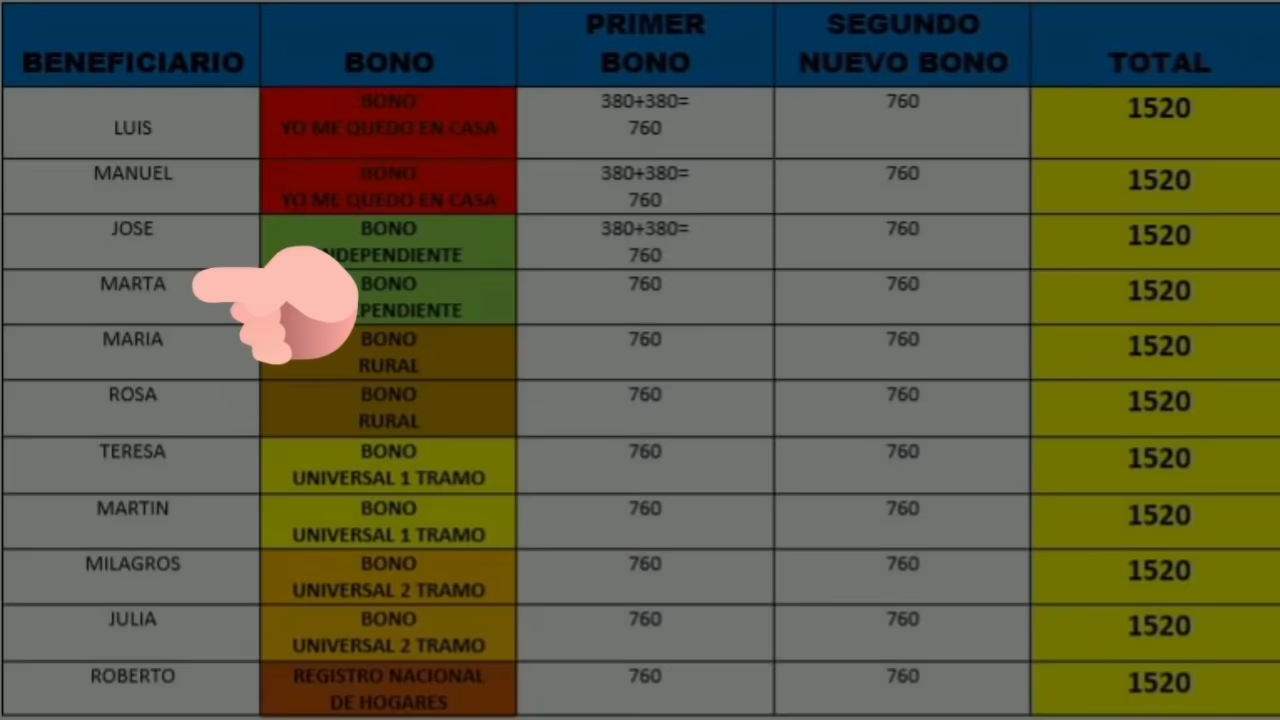 BENEFICIARIO BONO PRIMER BONO SEGUNDO NUEVO BONO TOTAL
LUIS BONO YO ME QUEDO EN CASA 380+380= 760 760 1520
MANUEL BONO YO ME QUEDO EN CASA 380+380= 760 760 1520
JOSE BONO NDEPENDIENTE 380+380= 760 760 1520
MARTA BONO PENDIENTE 760 760 1520
MARIA BONO RURAL 760 760 1520
ROSA BONO RURAL 760 760 1520
TERESA BONO UNIVERSAL 1 TRAMO 760 760 1520
MARTIN BONO UNIVERSAL 1 TRAMO 760 760 1520
MILAGROS BONO UNIVERSAL 2 TRAMO 760 760 1520
JULIA BONO UNIVERSAL 2 TRAMO 760 760 1520
ROBERTO REGISTRO NACIONAL DE HOGARES 760 760 1520